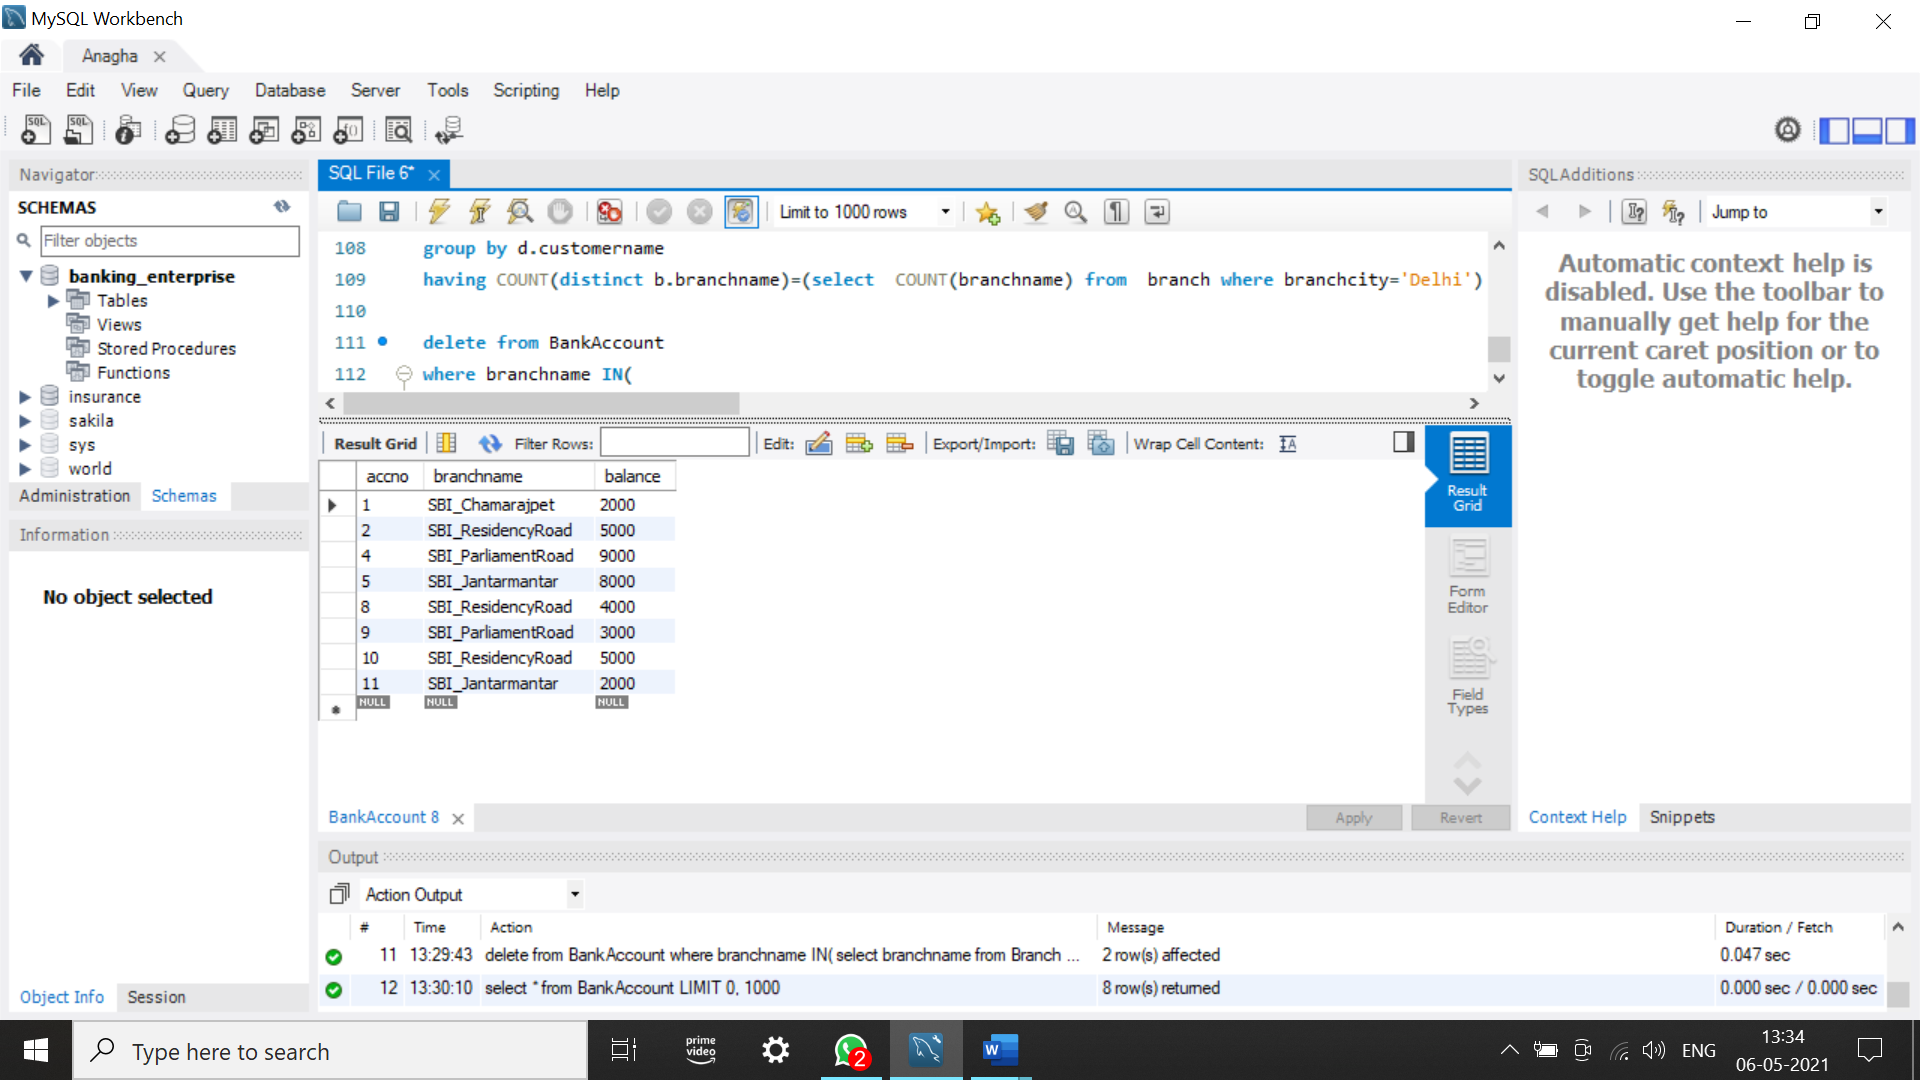 MySQL Workbench
Anagha
File Edit View Query Database Server Tools Scripting Help
Navigator
SCHEMAS
Filter objects
banking_enterprise
Tables
Views
Stored Procedures
Functions
insurance
sakila
sys
world
Administration Schemas
Information
No object selected
Object Info Session
SQL File 6*
Limit to 1000 rows
108 group by d.customername
109 having COUNT(distinct b.branchname)=(select COUNT(branchname) from branch where branchcity='Delhi')
110
111 delete from BankAccount
112 where branchname IN(
Result Grid Filter Rows: Edit: Export/Import: Wrap Cell Content:
accno branchname balance
1 SBI_Chamarajpet 2000
2 SBI_ResidencyRoad 5000
4 SBI_ParliamentRoad 9000
5 SBI_Jantarmantar 8000
8 SBI_ResidencyRoad 4000
9 SBI_ParliamentRoad 3000
10 SBI_ResidencyRoad 5000
11 SBI_Jantarmantar 2000
NULL NULL NULL
Result
Grid
Form
Editor
Field
Types
BankAccount 8
Apply Revert
SQLAdditions
Jump to
Automatic context help is
disabled. Use the toolbar to
manually get help for the
current caret position or to
toggle automatic help.
Context Help Snippets
Output
Action Output
# Time Action Message Duration / Fetch
11 13:29:43 delete from BankAccount where branchname IN( select branchname from Branch ... 2 row(s) affected 0.047 sec
12 13:30:10 select * from BankAccount LIMIT 0, 1000 8 row(s) returned 0.000 sec / 0.000 sec
Type here to search
prime
video
2
W
ENG
13:34
06-05-2021